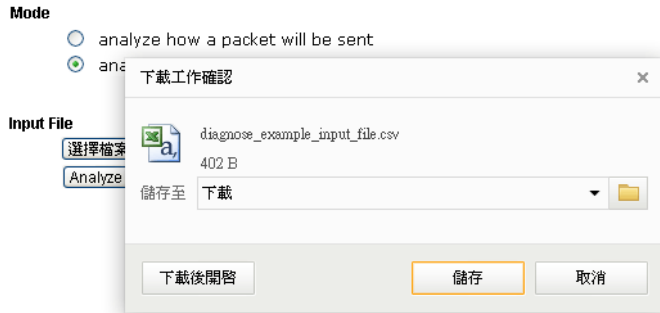 Mode
analyze how a packet will be sent
ana
下載工作確認
Input File
選擇檔案
Analyze
diagnose_example_input_file.csv
402 B
儲存至
下載
下載後開啓
儲存
取消